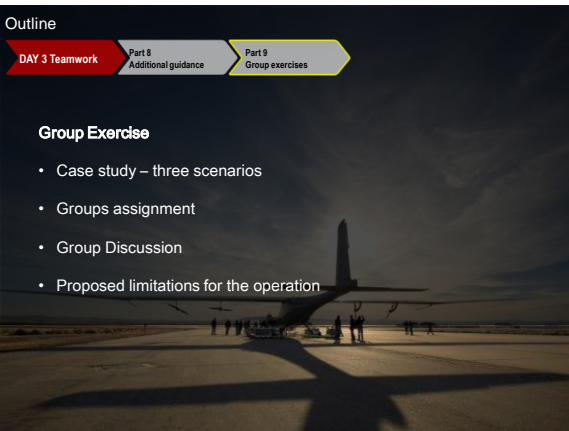 Outline
DAY 3 Teamwork
Part 8
Additional guidance
Part 9
Group exercises
Group Exercise
• Case study – three scenarios
• Groups assignment
• Group Discussion
• Proposed limitations for the operation